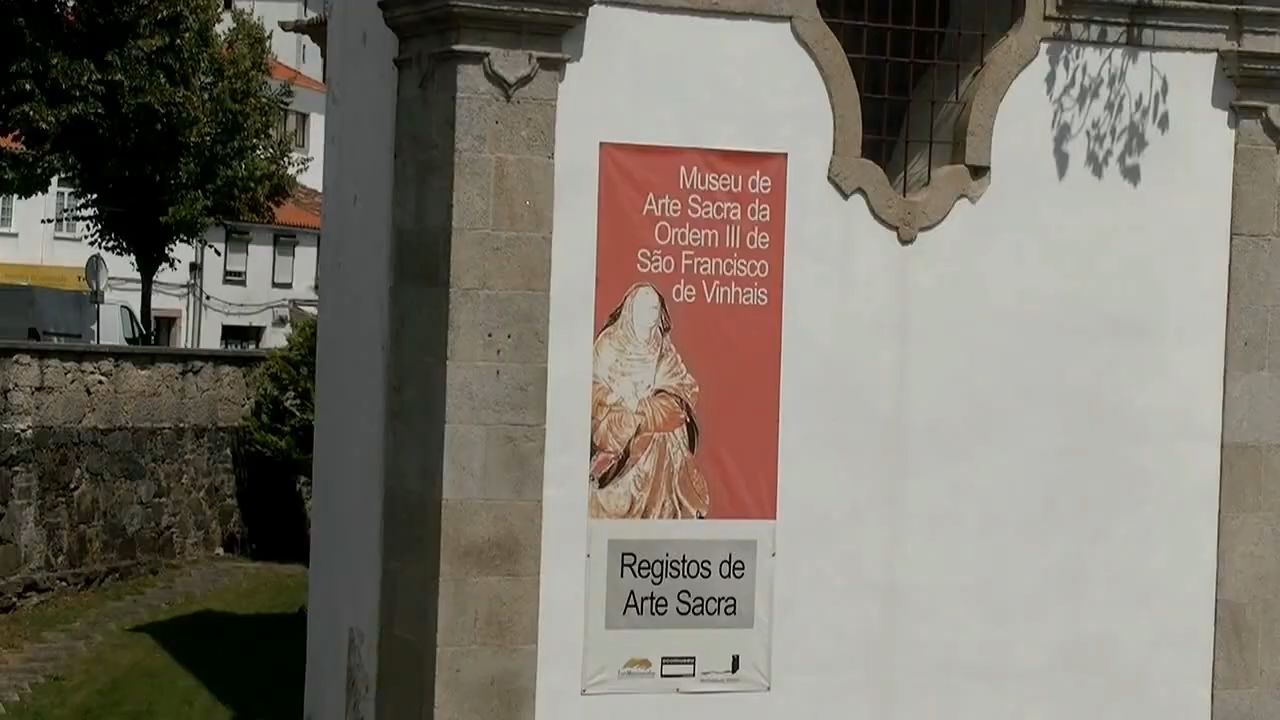 Museu de
Arte Sacra da
Ordem III de
São Francisco
de Vinhais
Registos de
Arte Sacra